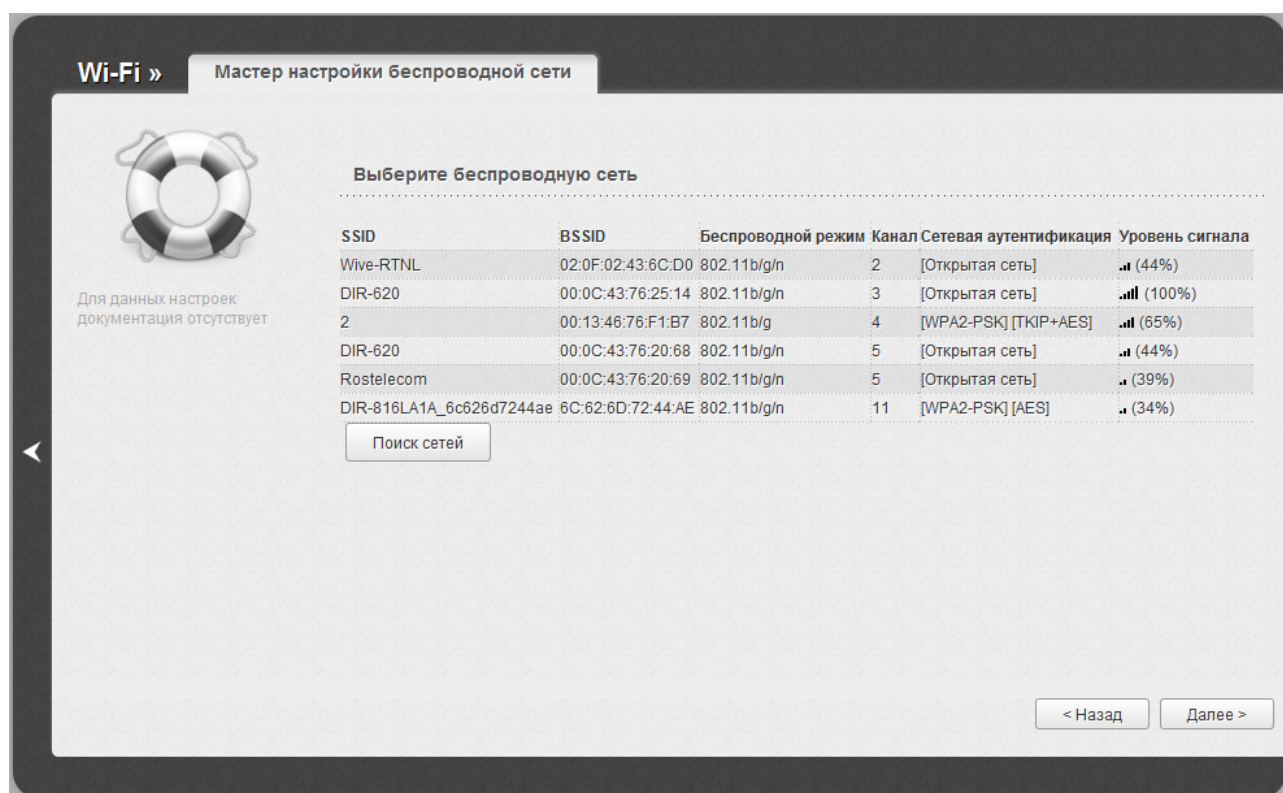 Wi-Fi »
Мастер настройки беспроводной сети
Для данных настроек
документация отсутствует
Выберите беспроводную сеть
SSID BSSID Беспроводной режим Канал Сетевая аутентификация Уровень сигнала
Wive-RTNL 02:0F:02:43:6C:D0 802.11b/g/n 2 [Открытая сеть] (44%)
DIR-620 00:0C:43:76:25:14 802.11b/g/n 3 [Открытая сеть] (100%)
2 00:13:46:76:F1:B7 802.11b/g 4 [WPA2-PSK] [TKIP+AES] (65%)
DIR-620 00:0C:43:76:20:68 802.11b/g/n 5 [Открытая сеть] (44%)
Rostelecom 00:0C:43:76:20:69 802.11b/g/n 5 [Открытая сеть] (39%)
DIR-816LA1A_6c626d7244ae 6C:62:6D:72:44:AE 802.11b/g/n 11 [WPA2-PSK] [AES] (34%)
Поиск сетей
< Назад
Далее >